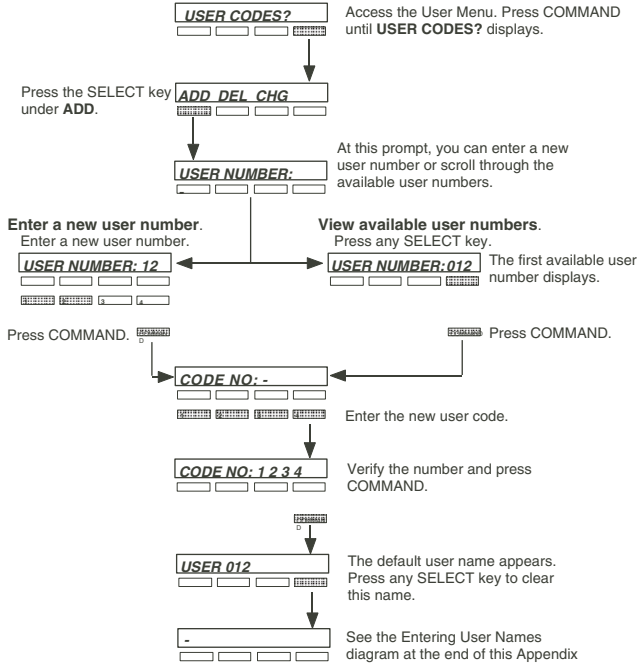 USER CODES?
Access the User Menu. Press COMMAND
until USER CODES? displays.
Press the SELECT key
under ADD.
ADD DEL CHG
At this prompt, you can enter a new
user number or scroll through the
available user numbers.
USER NUMBER:
–
Enter a new user number.
Enter a new user number.
USER NUMBER: 12
3 4
View available user numbers.
Press any SELECT key.
USER NUMBER:012
The first available user
number displays.
Press COMMAND.
D
Press COMMAND.
CODE NO: -
Enter the new user code.
CODE NO: 1 2 3 4
Verify the number and press
COMMAND.
D
USER 012
The default user name appears.
Press any SELECT key to clear
this name.
-
See the Entering User Names
diagram at the end of this Appendix